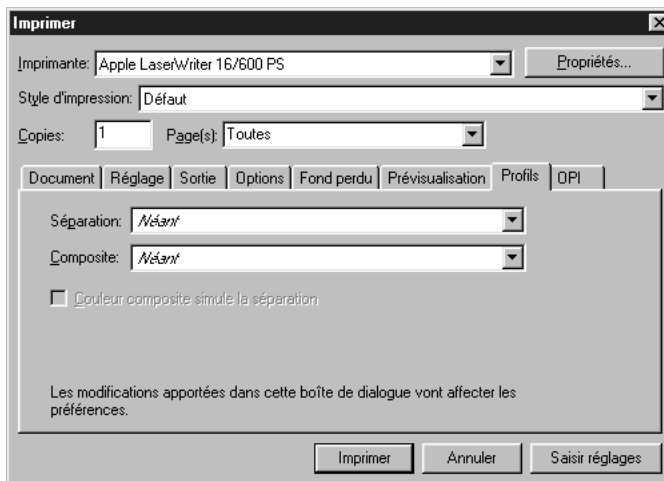 Imprimer
Imprimante: Apple LaserWriter 16/600 PS Propriétés...
Style d'impression: Défaut
Copies: 1 Page(s): Toutes
Document Réglage Sortie Options Fond perdu Prévisualisation Profils OPI
Séparation: Néant
Composite: Néant
Couleur composite simule la séparation
Les modifications apportées dans cette boîte de dialogue vont affecter les
préférences.
Imprimer Annuler Saisir réglages